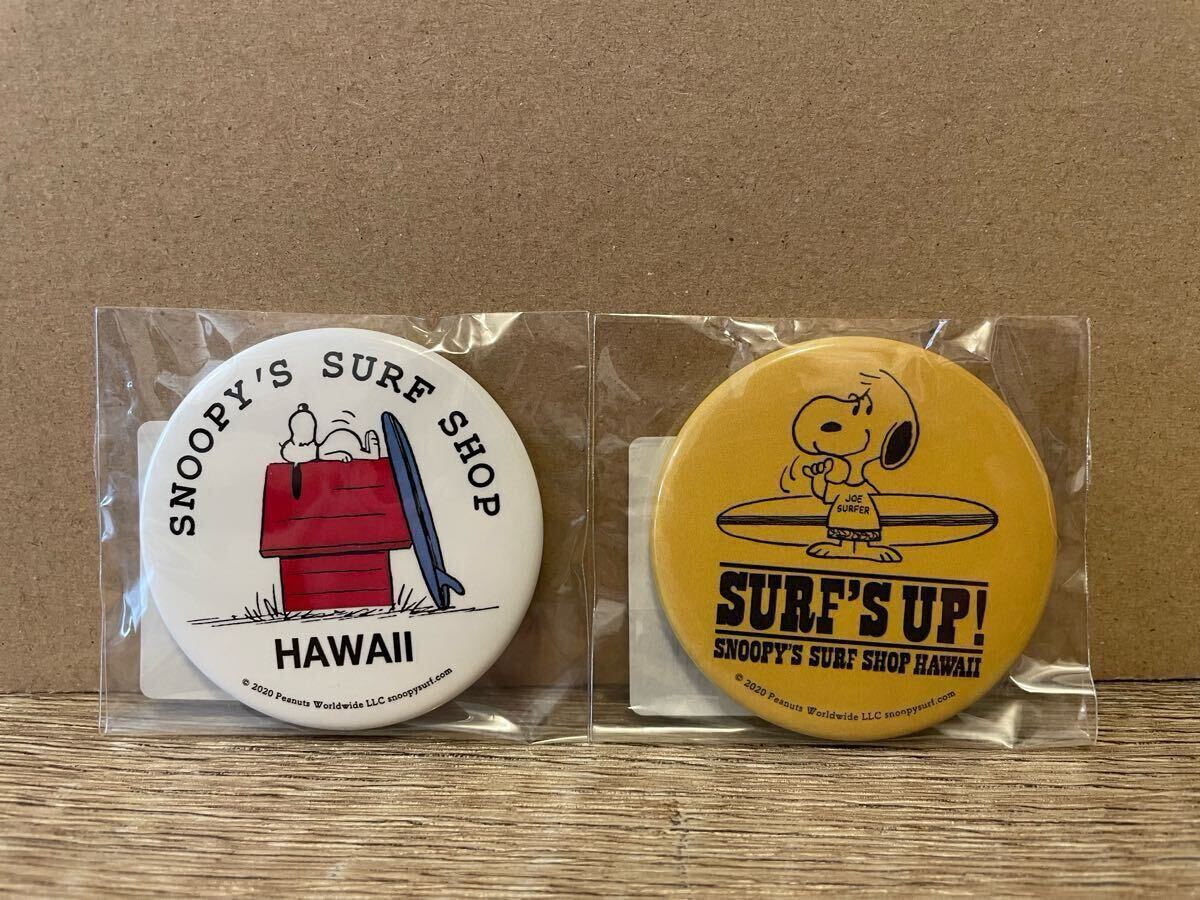 SNOOPY'S SURF SHOP
HAWAII
© 2020 Peanuts Worldwide LLC snoopysurf.com
JOE
SURFER
SURF'S UP!
SNOOPY'S SURF SHOP HAWAII
© 2020 Peanuts Worldwide LLC snoopysurf.com